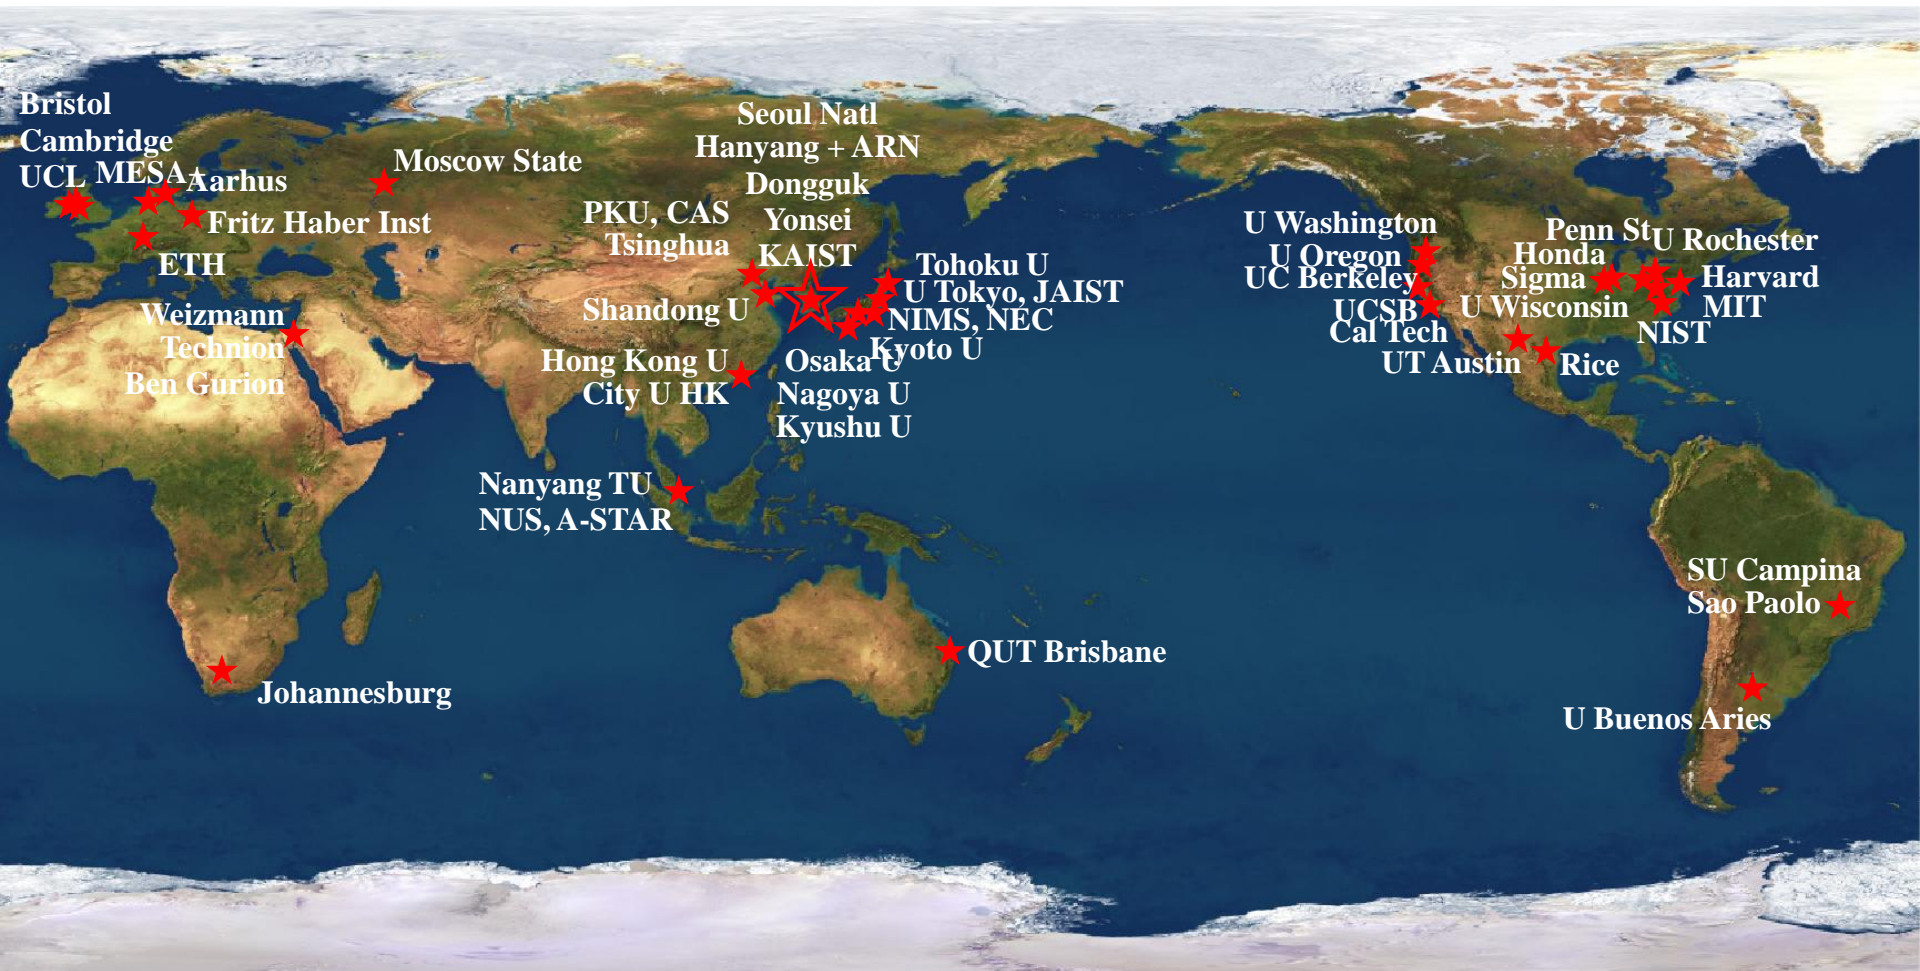 Bristol
Cambridge
UCL
MESA+
Aarhus
Fritz Haber Inst
ETH
Moscow State
Weizmann
Technion
Ben Gurion
Johannesburg
Seoul Natl
Hanyang + ARN
Dongguk
Yonsei
KAIST
PKU, CAS
Tsinghua
Shandong U
Hong Kong U
City U HK
Tohoku U
U Tokyo, JAIST
NIMS, NEC
Kyoto U
Osaka U
Nagoya U
Kyushu U
Nanyang TU
NUS, A-STAR
QUT Brisbane
U Washington
U Oregon
UC Berkeley
UCSB
Cal Tech
UT Austin
Rice
Penn St
U Rochester
Honda
Sigma
Harvard
U Wisconsin
MIT
NIST
SU Campina
Sao Paolo
U Buenos Aries